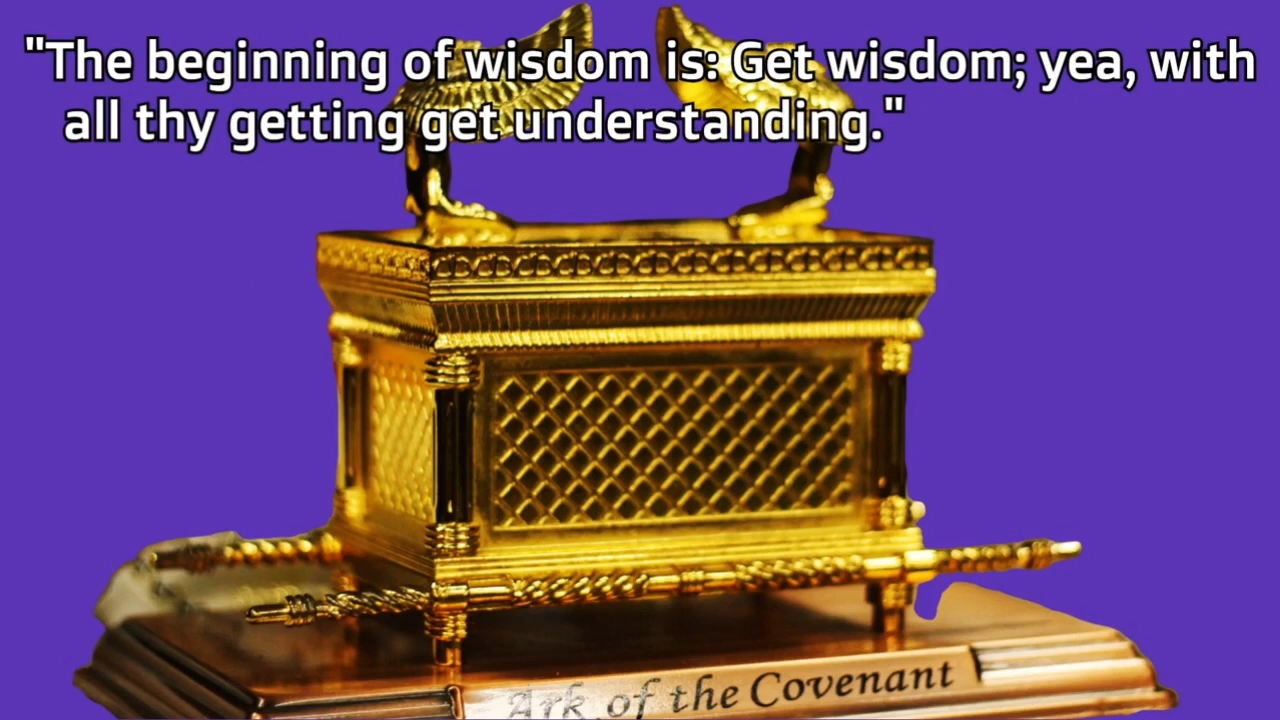 "The beginning of wisdom is: Get wisdom; yea, with
all thy getting get understanding."
Ark of the Covenant